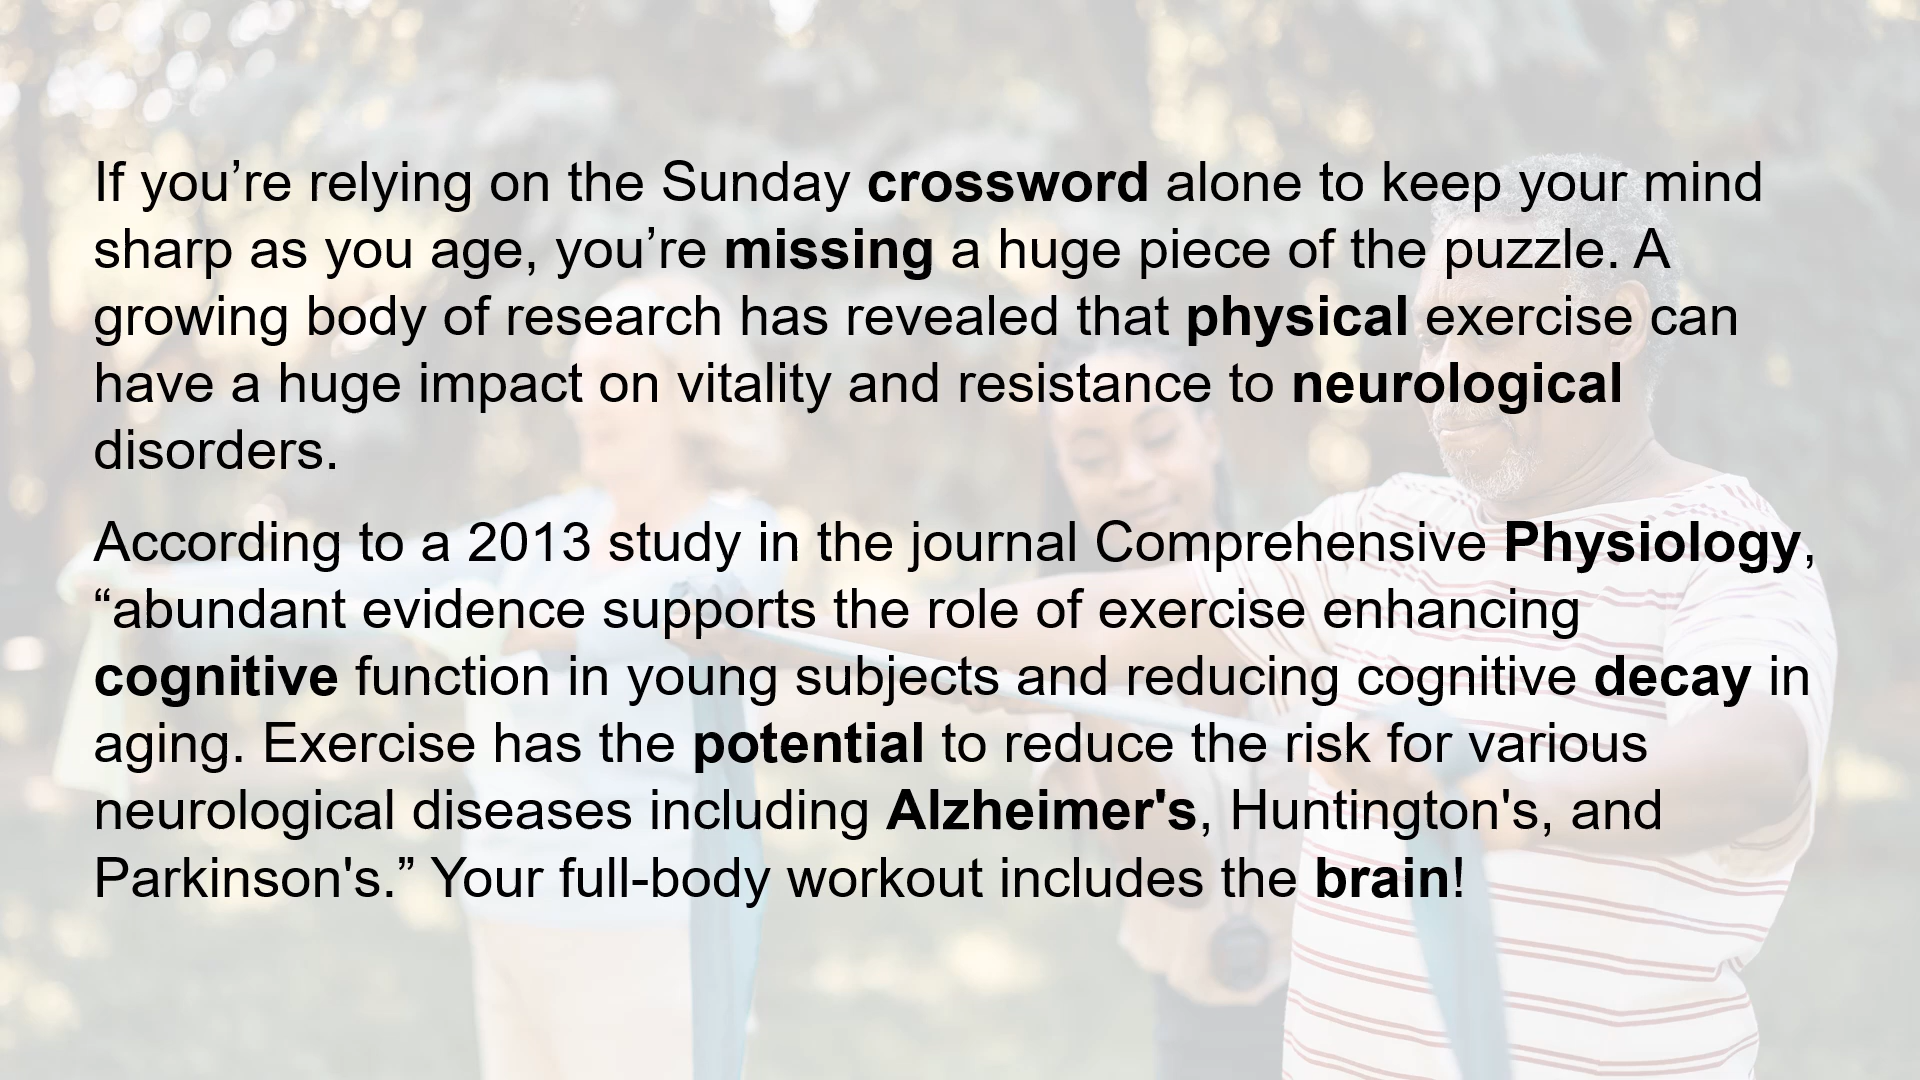 If you’re relying on the Sunday crossword alone to keep your mind
sharp as you age, you’re missing a huge piece of the puzzle. A
growing body of research has revealed that physical exercise can
have a huge impact on vitality and resistance to neurological
disorders.
According to a 2013 study in the journal Comprehensive Physiology,
“abundant evidence supports the role of exercise enhancing
cognitive function in young subjects and reducing cognitive decay in
aging. Exercise has the potential to reduce the risk for various
neurological diseases including Alzheimer's, Huntington's, and
Parkinson's.” Your full-body workout includes the brain!